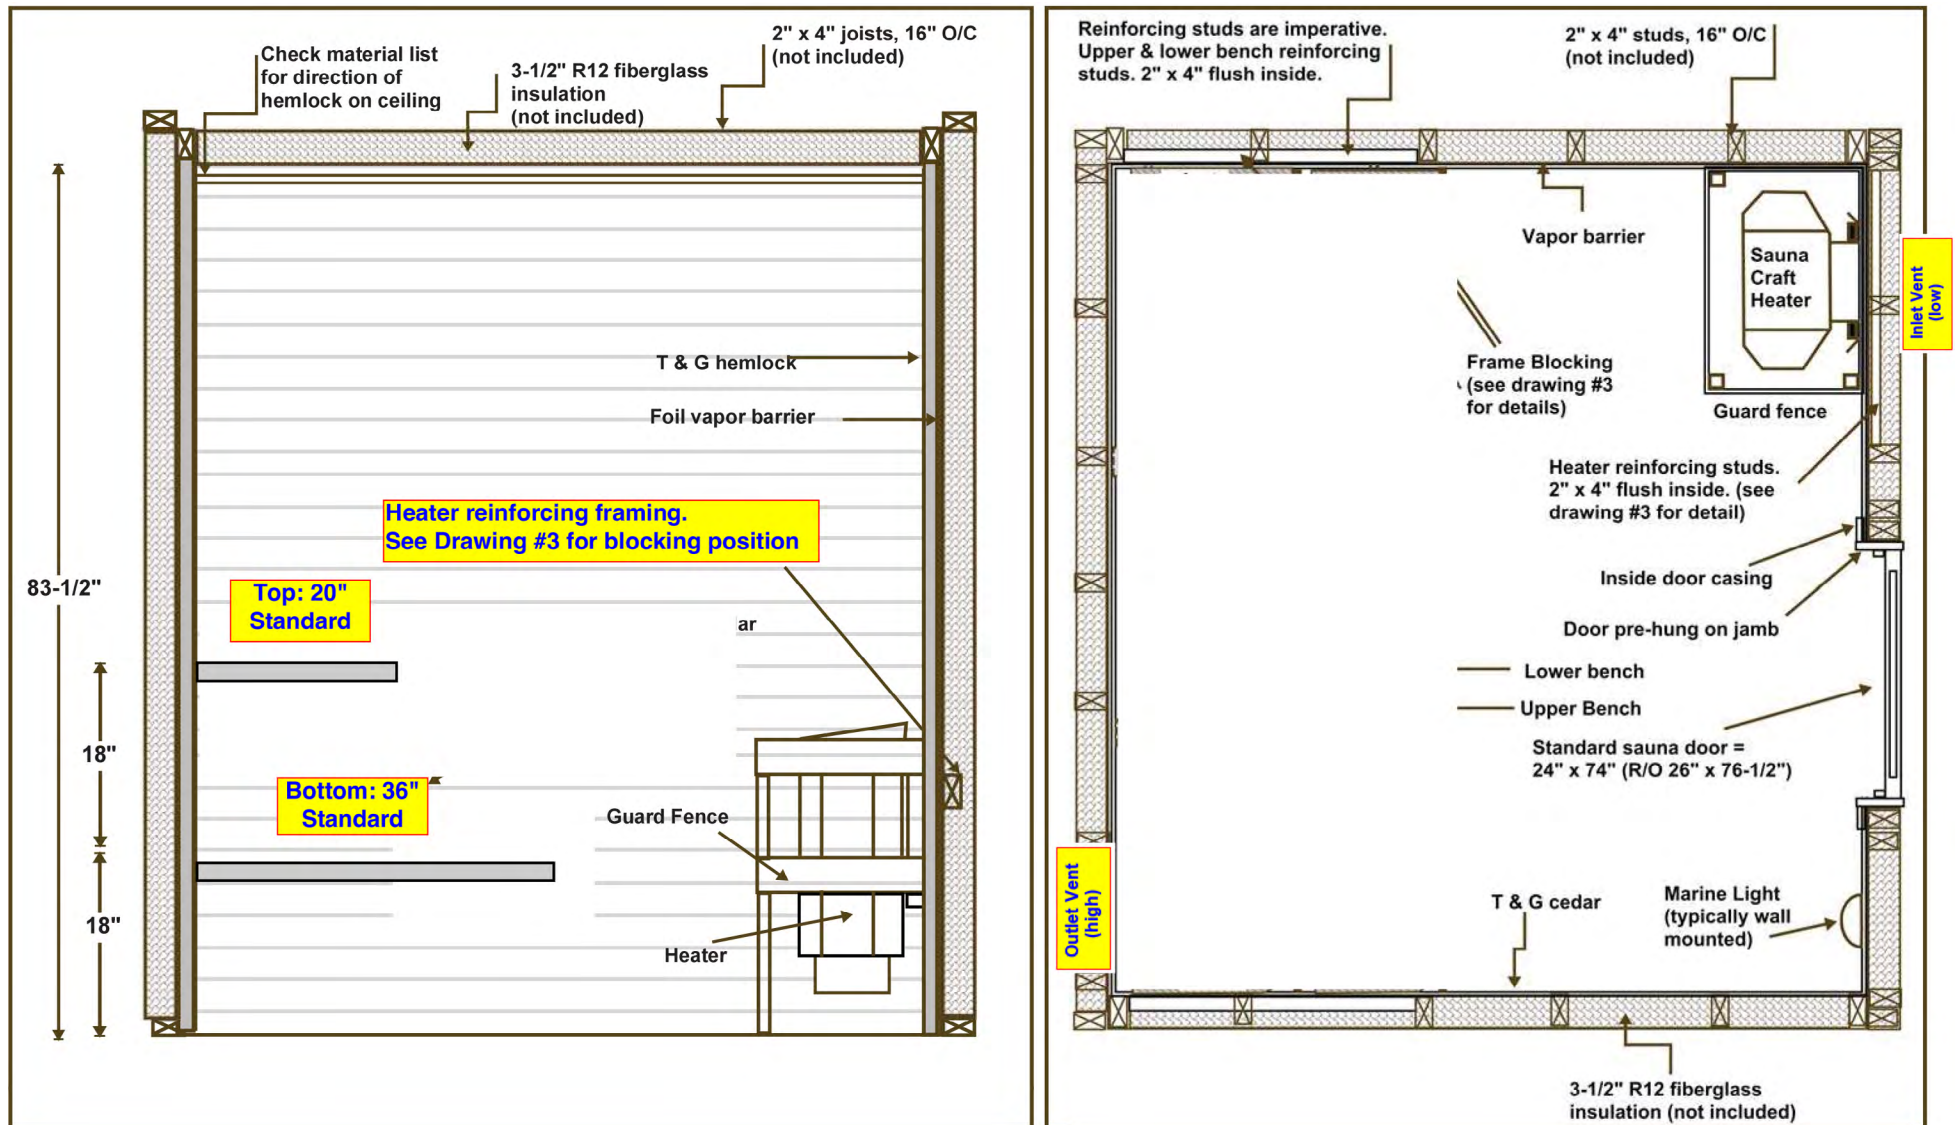 Check material list
for direction of
hemlock on ceiling
3-1/2" R12 fiberglass
insulation
(not included)
2" x 4" joists, 16" O/C
(not included)
T & G hemlock
Foil vapor barrier
Heater reinforcing framing.
See Drawing #3 for blocking position
83-1/2"
Top: 20"
Standard
ar
18"
Bottom: 36"
Standard
Guard Fence
18"
Heater
Reinforcing studs are imperative.
Upper & lower bench reinforcing
studs. 2" x 4" flush inside.
2" x 4" studs, 16" O/C
(not included)
Vapor barrier
Sauna
Craft
Heater
Inlet Vent
(low)
Frame Blocking
(see drawing #3
for details)
Guard fence
Heater reinforcing studs.
2" x 4" flush inside. (see
drawing #3 for detail)
Inside door casing
Door pre-hung on jamb
Lower bench
Upper Bench
Standard sauna door =
24" x 74" (R/O 26" x 76-1/2")
Outlet Vent
(high)
T & G cedar
Marine Light
(typically wall
mounted)
3-1/2" R12 fiberglass
insulation (not included)